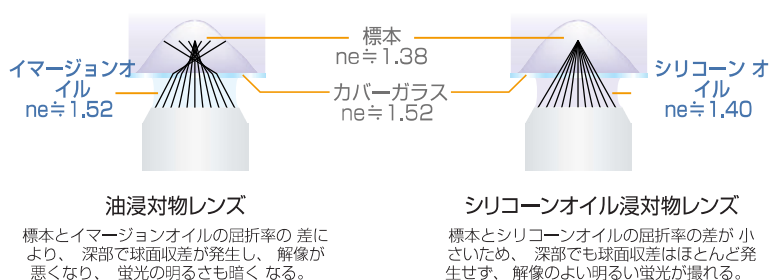 標本
ne≒1.38
イマージョンオ
イル
ne≒1.52
カバーガラス
ne≒1.52
シリコーン オ
イル
ne≒1.40
油浸対物レンズ
標本とイマージョンオイルの屈折率の 差に
より、 深部で球面収差が発生し、 解像が
悪くなり、 蛍光の明るさも暗く なる。
シリコーンオイル浸対物レンズ
標本とシリコーンオイルの屈折率の差が 小
さいため、 深部でも球面収差はほとんど発
生せず、 解像のよい明るい蛍光が撮れる。